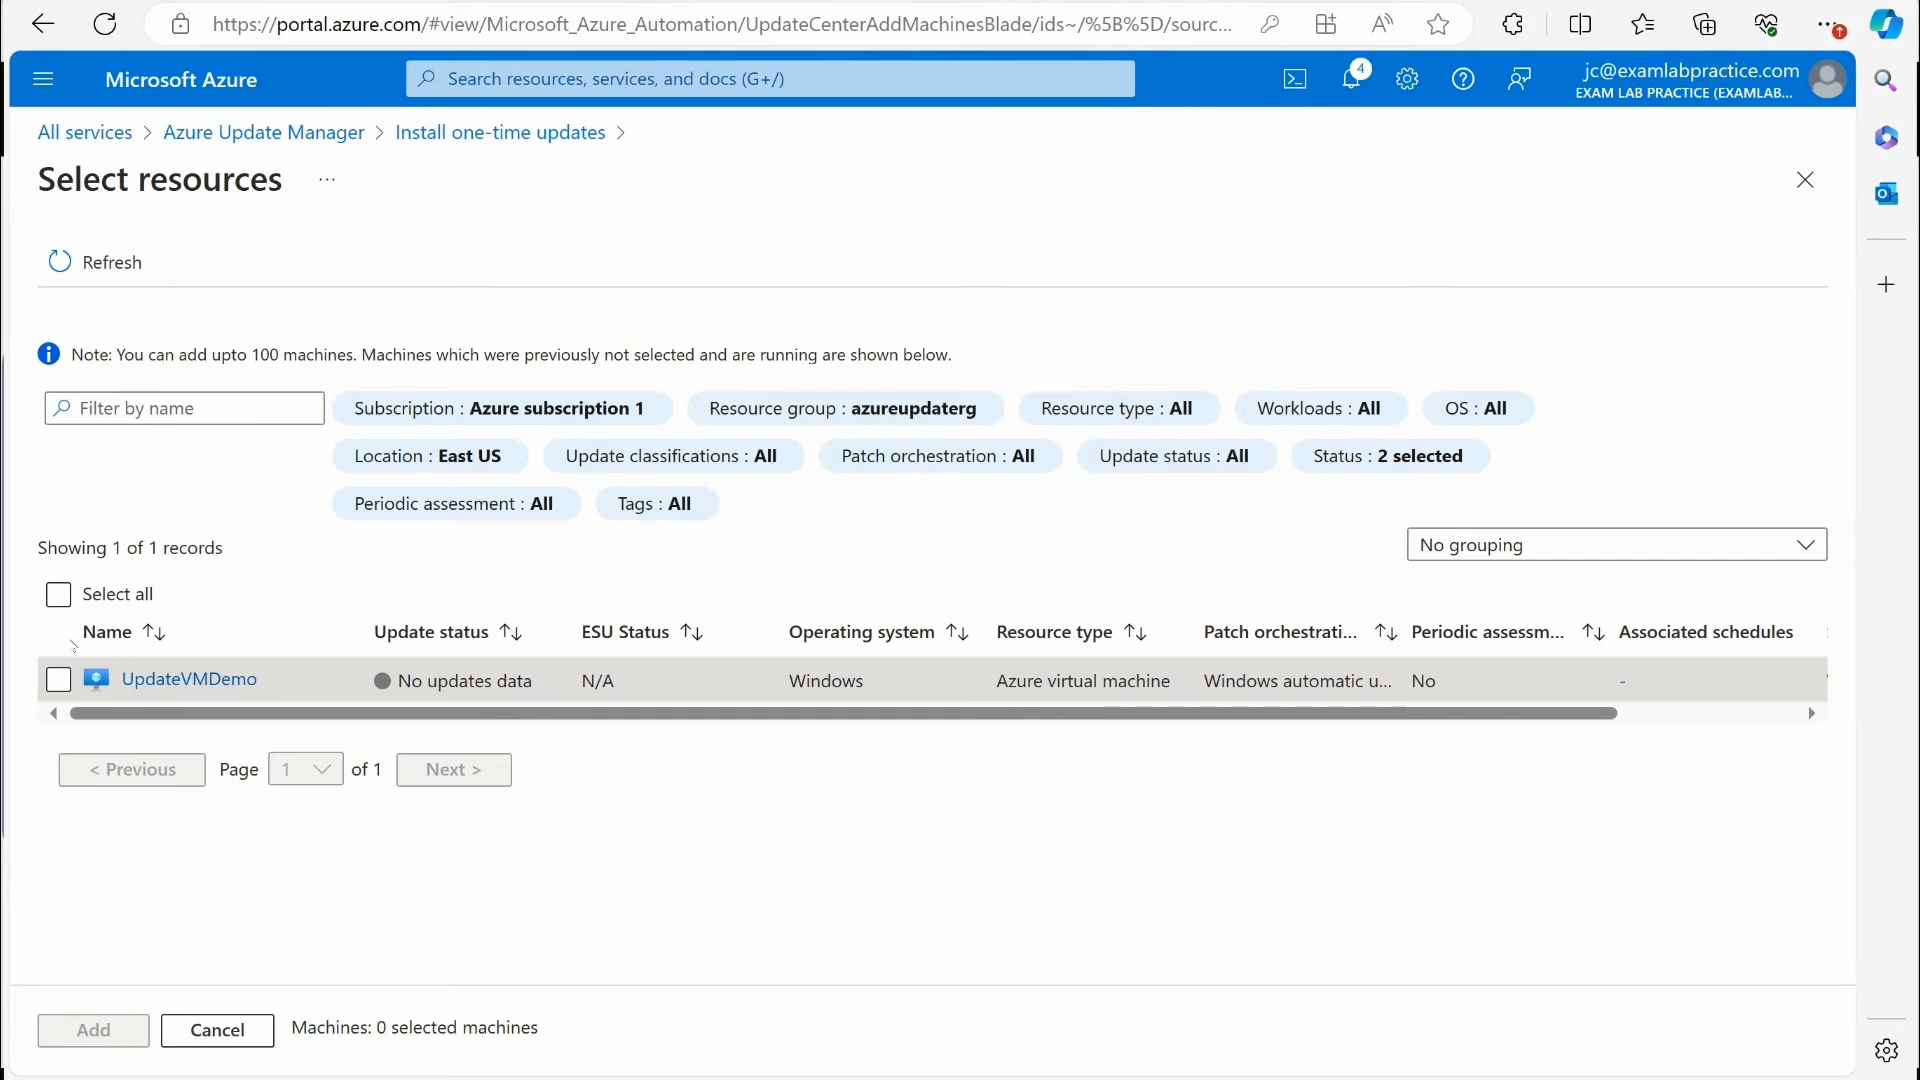 https://portal.azure.com/#view/Microsoft_Azure_Automation/UpdateCenterAddMachinesBlade/ids~/%5B%5D/sourc...
Microsoft Azure
Search resources, services, and docs (G+/)
4
jc@examlabpractice.com
EXAM LAB PRACTICE (EXAMLAB...
All services > Azure Update Manager > Install one-time updates >
Select resources ...
Refresh
Note: You can add upto 100 machines. Machines which were previously not selected and are running are shown below.
Filter by name
Subscription : Azure subscription 1
Resource group : azureupdaterg
Resource type : All
Workloads : All
OS : All
Location : East US
Update classifications : All
Patch orchestration : All
Update status : All
Status : 2 selected
Periodic assessment : All
Tags : All
Showing 1 of 1 records
No grouping
Select all
Name Update status ESU Status Operating system Resource type Patch orchestrati... Periodic assessm... Associated schedules
UpdateVMDemo No updates data N/A Windows Azure virtual machine Windows automatic u... No -
< Previous Page 1 of 1 Next >
Add Cancel Machines: 0 selected machines